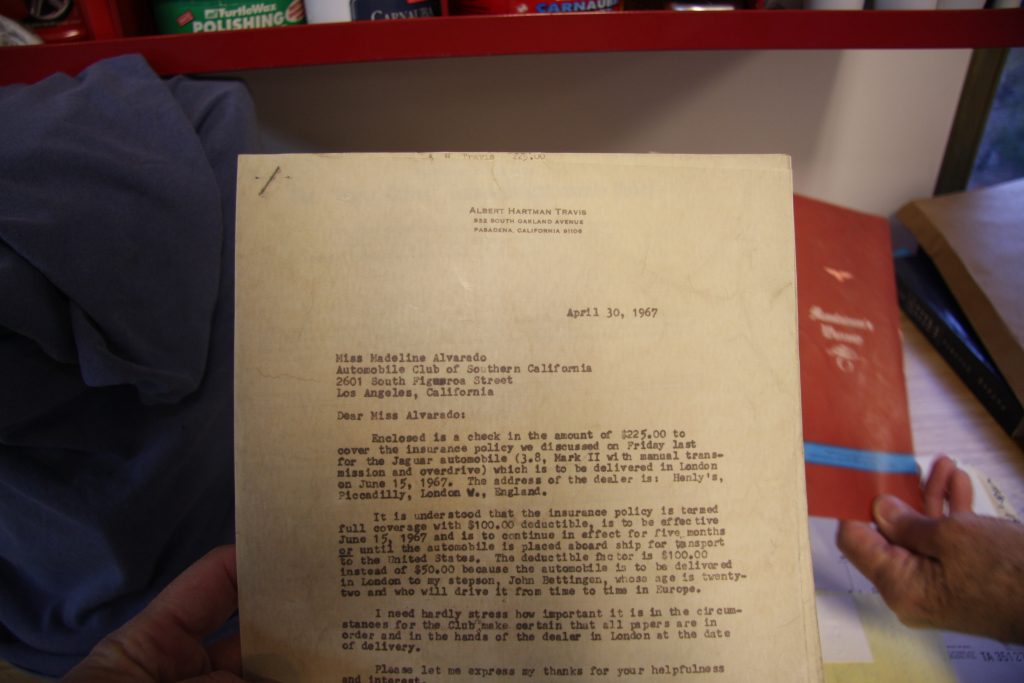 TurtleWax
POLISHING
CARNAUBA
CARNAUB
A H Travis 225.00
ALBERT HARTMAN TRAVIS
932 SOUTH OAKLAND AVENUE
PASADENA, CALIFORNIA 91106
April 30, 1967
Miss Madeline Alvarado
Automobile Club of Southern California
2601 South Figueroa Street
Los Angeles, California
Dear Miss Alvarado:
Enclosed is a check in the amount of $225.00 to
cover the insurance policy we discussed on Friday last
for the Jaguar automobile (3.8, Mark II with manual trans-
mission and overdrive) which is to be delivered in London
on June 15, 1967. The address of the dealer is: Henly's,
Piccadilly, London W., England.
It is understood that the insurance policy is termed
full coverage with $100.00 deductible, is to be effective
June 15, 1967 and is to continue in effect for five months
or until the automobile is placed aboard ship for transport
to the United States. The deductible factor is $100.00
instead of $50.00 because the automobile is to be delivered
in London to my stepson, John Bettingen, whose age is twenty-
two and who will drive it from time to time in Europe.
I need hardly stress how important it is in the circum-
stances for the Club make certain that all papers are in
order and in the hands of the dealer in London at the date
of delivery.
Please let me express my thanks for your helpfulness
and interest.